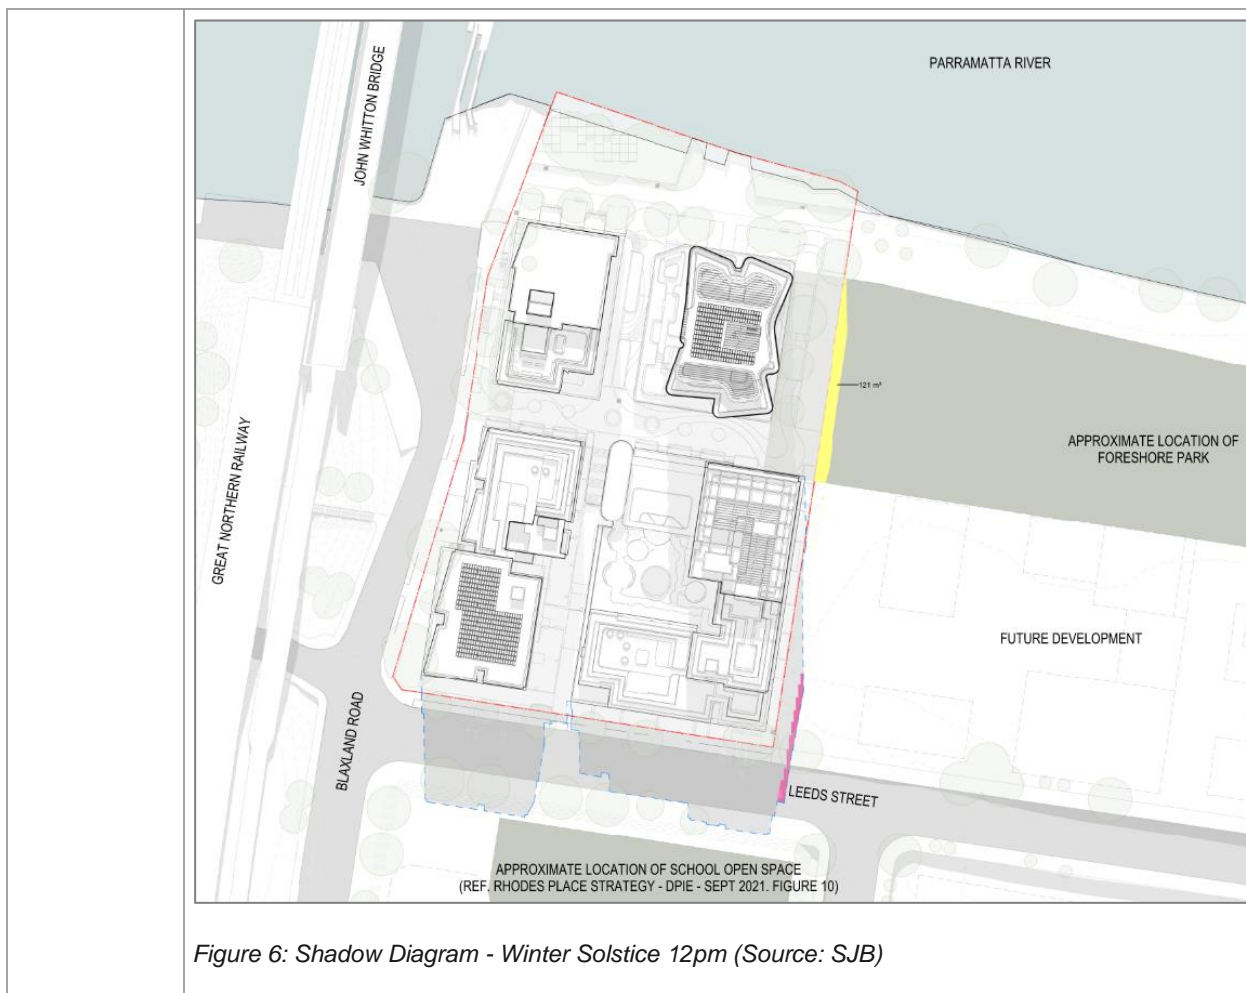 PARRAMATTA RIVER
JOHN WHITTON BRIDGE
121 m²
APPROXIMATE LOCATION OF
FORESHORE PARK
GREAT NORTHERN RAILWAY
FUTURE DEVELOPMENT
BLAXLAND ROAD
LEEDS STREET
APPROXIMATE LOCATION OF SCHOOL OPEN SPACE
(REF. RHODES PLACE STRATEGY - DPIE - SEPT 2021. FIGURE 10)
Figure 6: Shadow Diagram - Winter Solstice 12pm (Source: SJB)